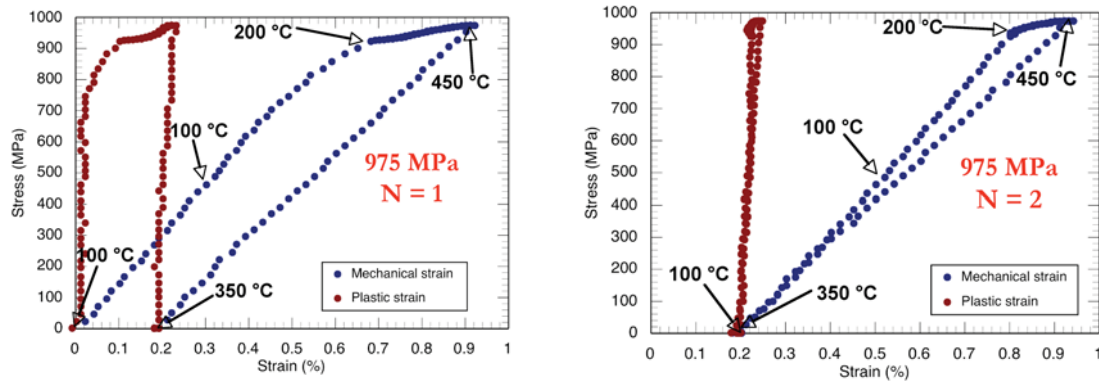 1000
900
800
700
600
500
400
300
200
100
0
Stress (MPa)
200 °C
450 °C
100 °C
975 MPa
N = 1
100 °C
350 °C
Mechanical strain
Plastic strain
0 0.1 0.2 0.3 0.4 0.5 0.6 0.7 0.8 0.9 1
Strain (%)
1000
900
800
700
600
500
400
300
200
100
0
Stress (MPa)
200 °C
450 °C
100 °C
975 MPa
N = 2
100 °C
350 °C
Mechanical strain
Plastic strain
0 0.1 0.2 0.3 0.4 0.5 0.6 0.7 0.8 0.9 1
Strain (%)